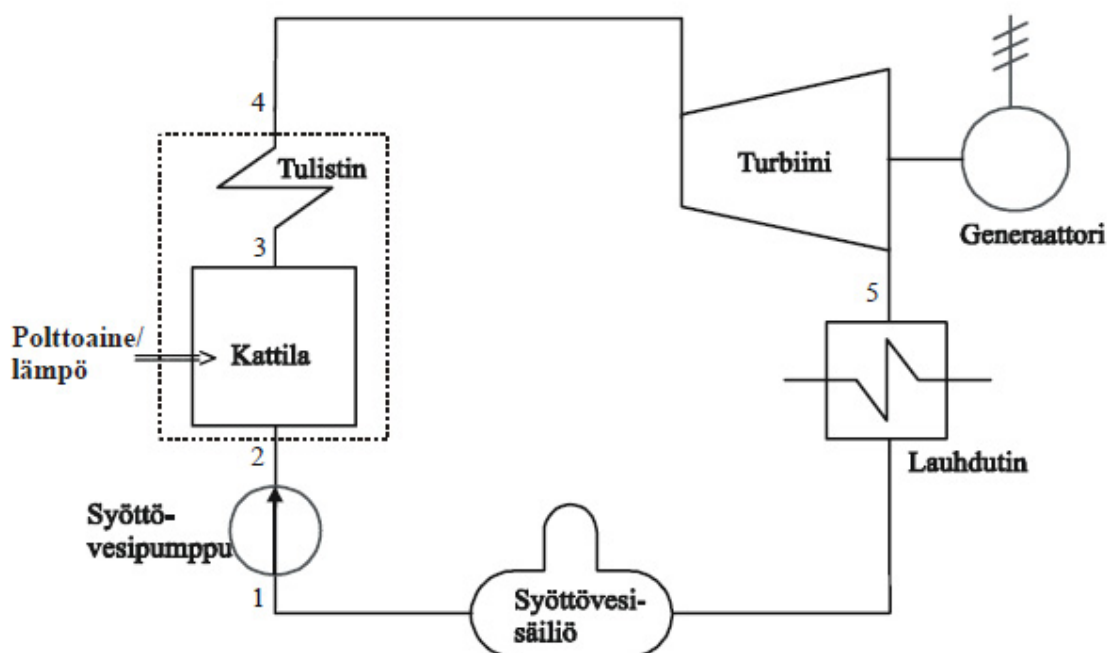 4
Tulistin
Turbiini
Generaattori
3
5
Polttoaine/
lämpö
Kattila
2
Lauhdutin
Syöttö-
vesipumppu
1
Syöttövesi-
säiliö